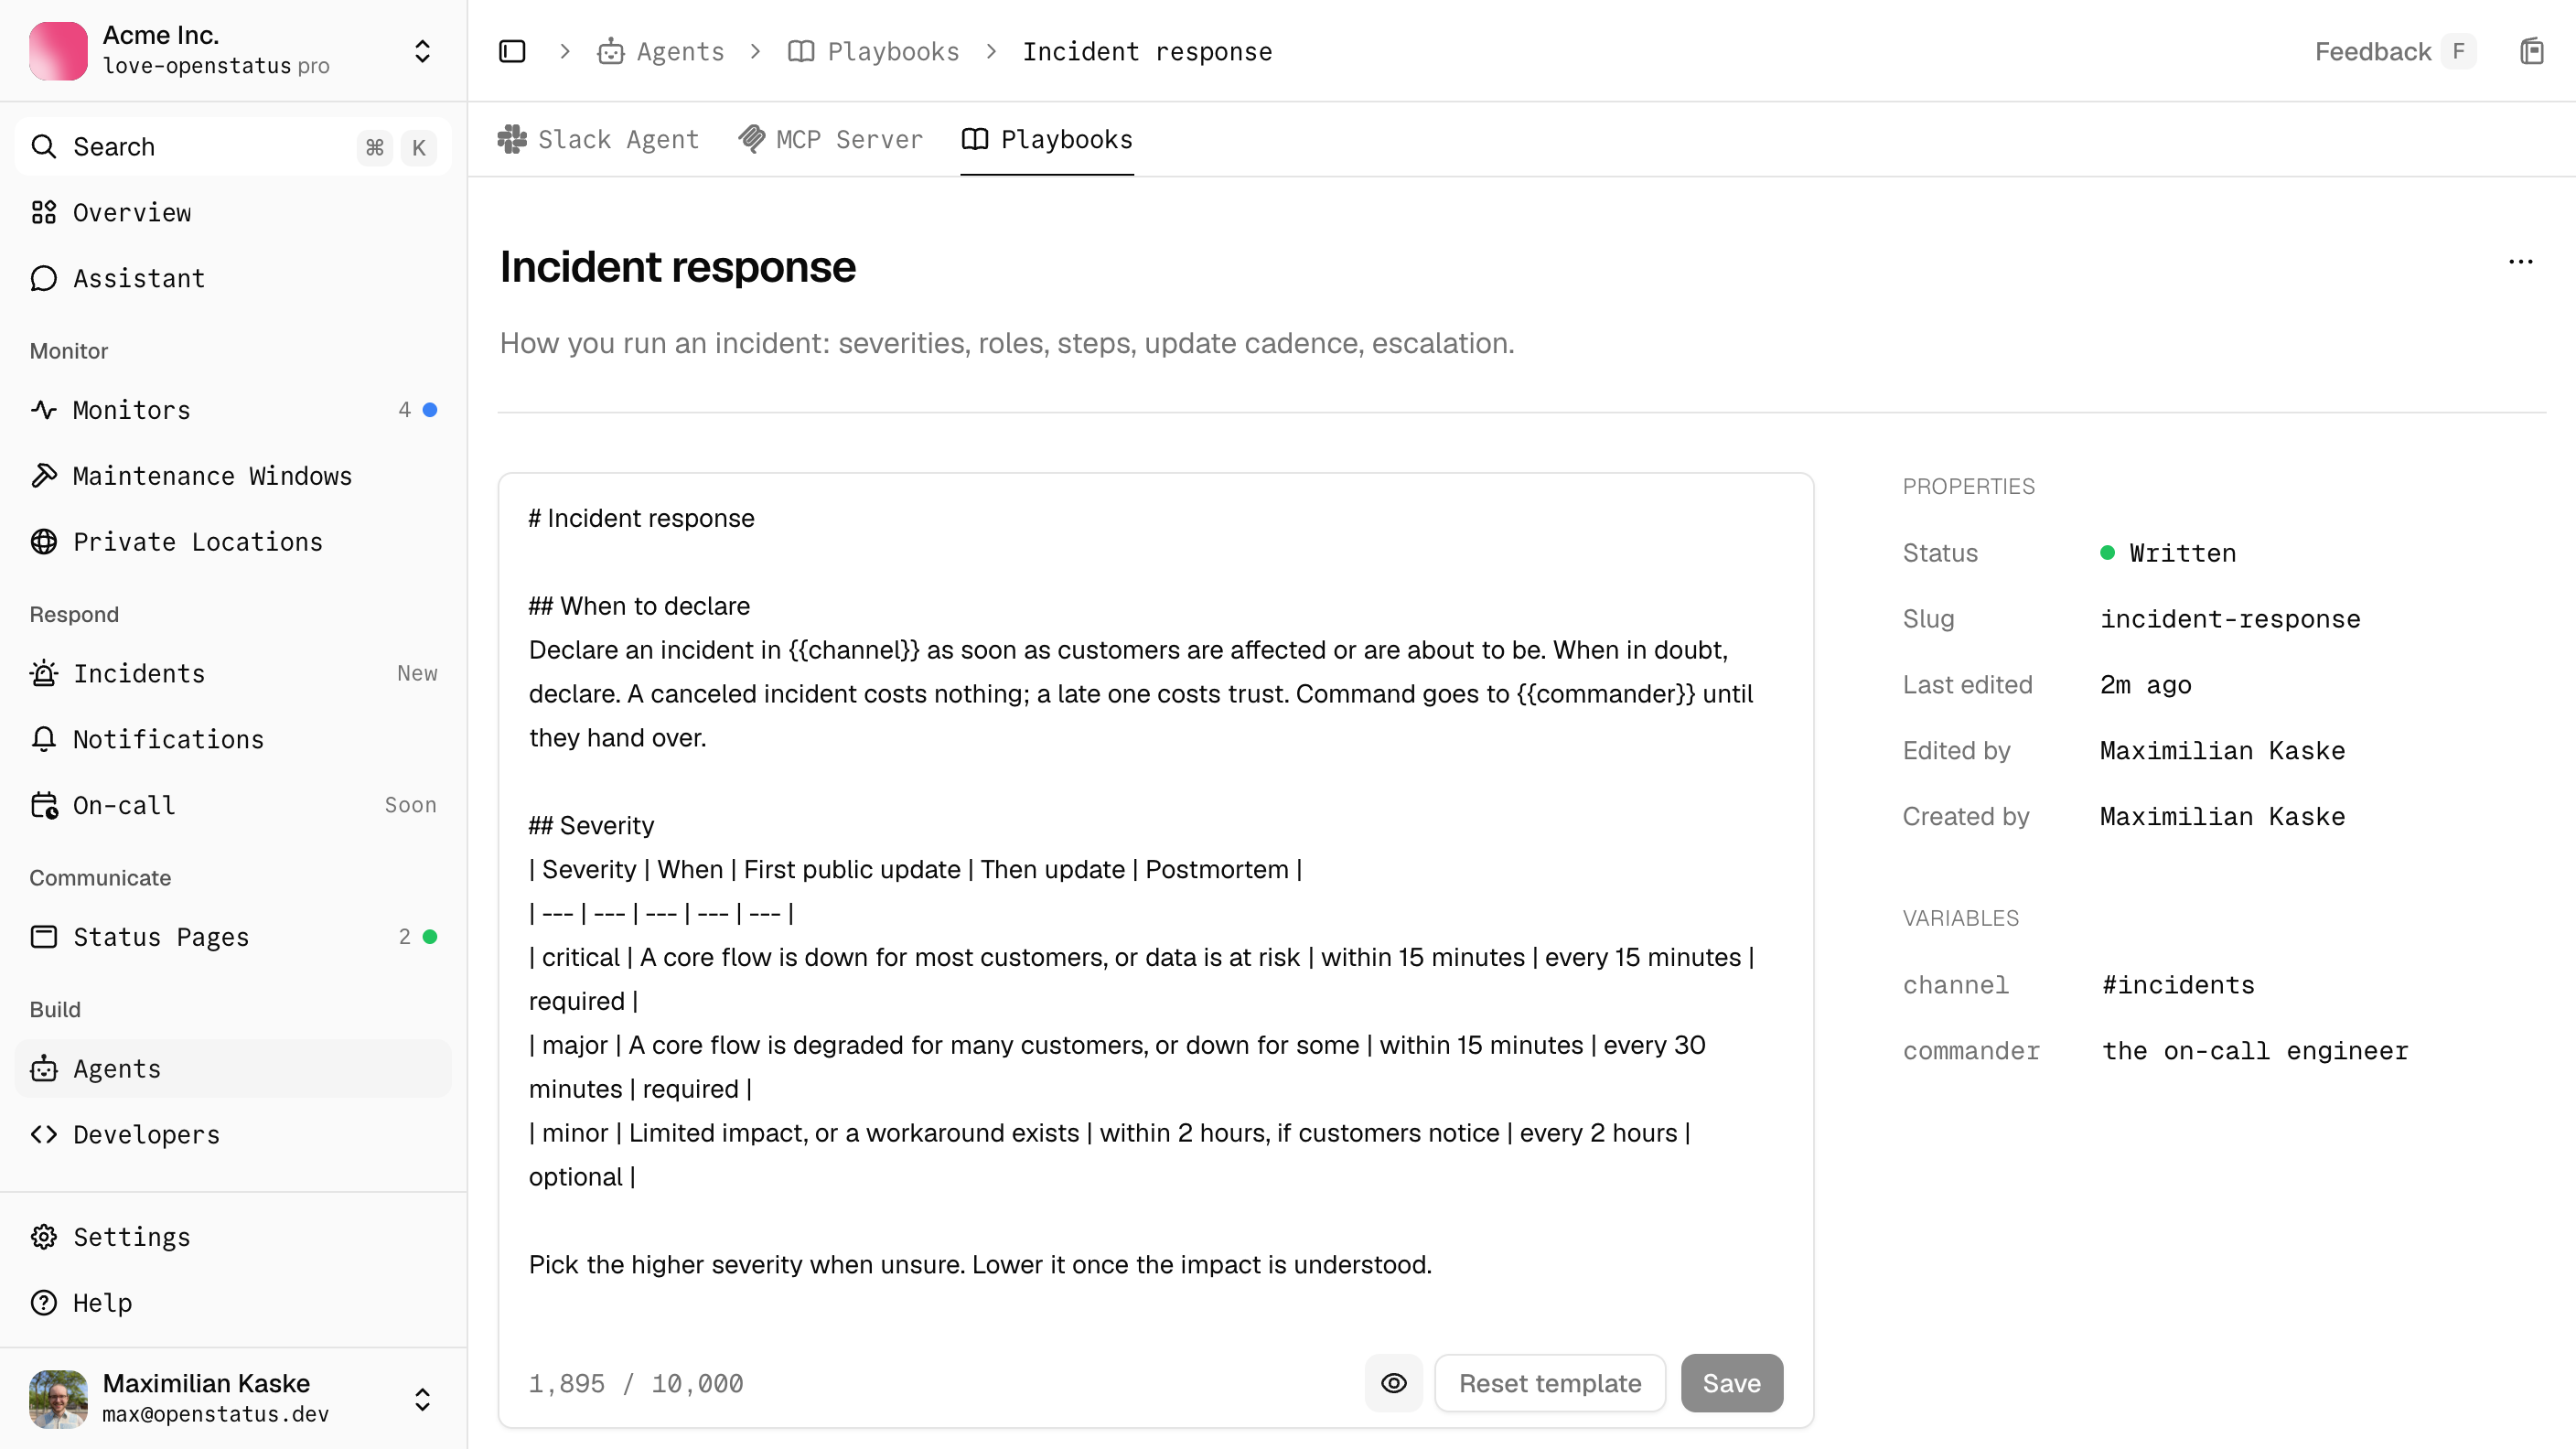 Acme Inc.
love-openstatus pro
Search ⌘ K
Overview
Assistant
Monitor
Monitors 4
Maintenance Windows
Private Locations
Respond
Incidents New
Notifications
On-call Soon
Communicate
Status Pages 2
Build
Agents
Developers
Settings
Help
Maximilian Kaske
max@openstatus.dev
Agents > Playbooks > Incident response
Feedback F
Slack Agent
MCP Server
Playbooks
Incident response
How you run an incident: severities, roles, steps, update cadence, escalation.
# Incident response
## When to declare
Declare an incident in {{channel}} as soon as customers are affected or are about to be. When in doubt,
declare. A canceled incident costs nothing; a late one costs trust. Command goes to {{commander}} until
they hand over.
## Severity
| Severity | When | First public update | Then update | Postmortem |
| --- | --- | --- | --- | --- |
| critical | A core flow is down for most customers, or data is at risk | within 15 minutes | every 15 minutes |
required |
| major | A core flow is degraded for many customers, or down for some | within 15 minutes | every 30
minutes | required |
| minor | Limited impact, or a workaround exists | within 2 hours, if customers notice | every 2 hours |
optional |
Pick the higher severity when unsure. Lower it once the impact is understood.
1,895 / 10,000
Reset template
Save
PROPERTIES
Status Written
Slug incident-response
Last edited 2m ago
Edited by Maximilian Kaske
Created by Maximilian Kaske
VARIABLES
channel #incidents
commander the on-call engineer